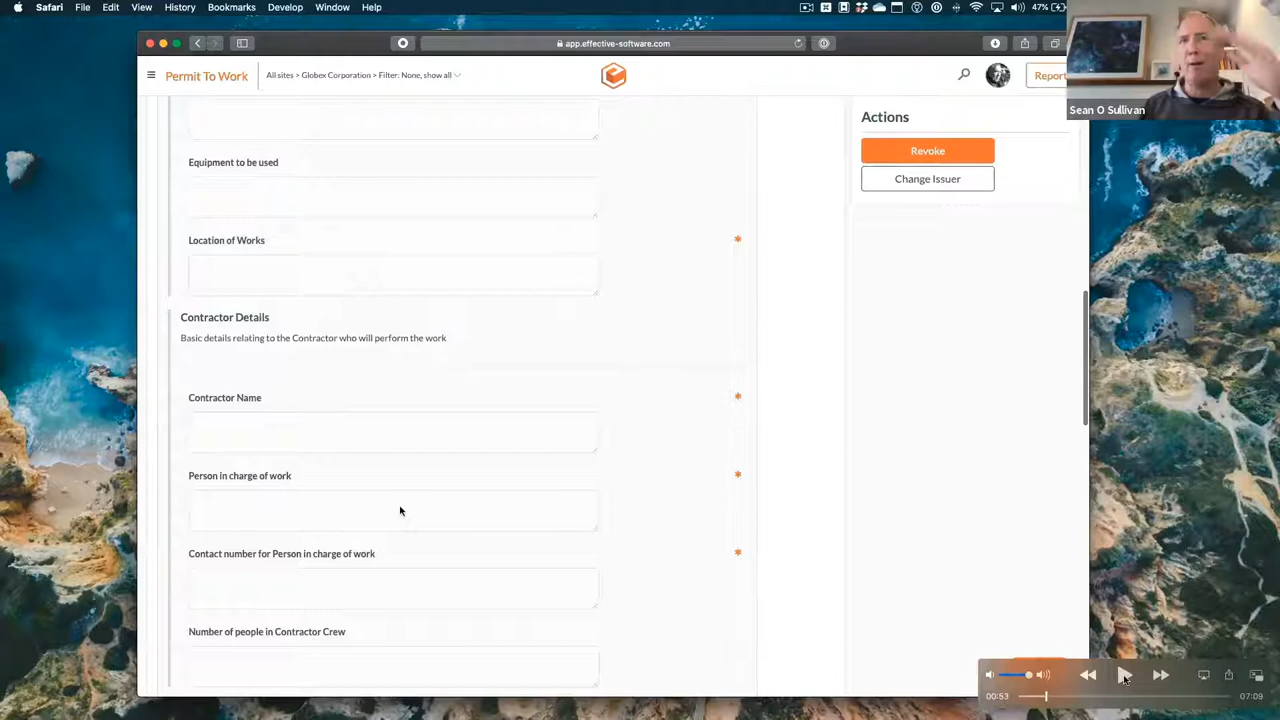 Safari File Edit View History Bookmarks Develop Window Help
47%
app.effective-software.com
Permit To Work
All sites > Globex Corporation > Filter: None, show all
Report
Sean O Sullivan
Actions
Revoke
Change Issuer
Equipment to be used
Location of Works *
Contractor Details
Basic details relating to the Contractor who will perform the work
Contractor Name *
Person in charge of work *
Contact number for Person in charge of work *
Number of people in Contractor Crew
00:53
07:09